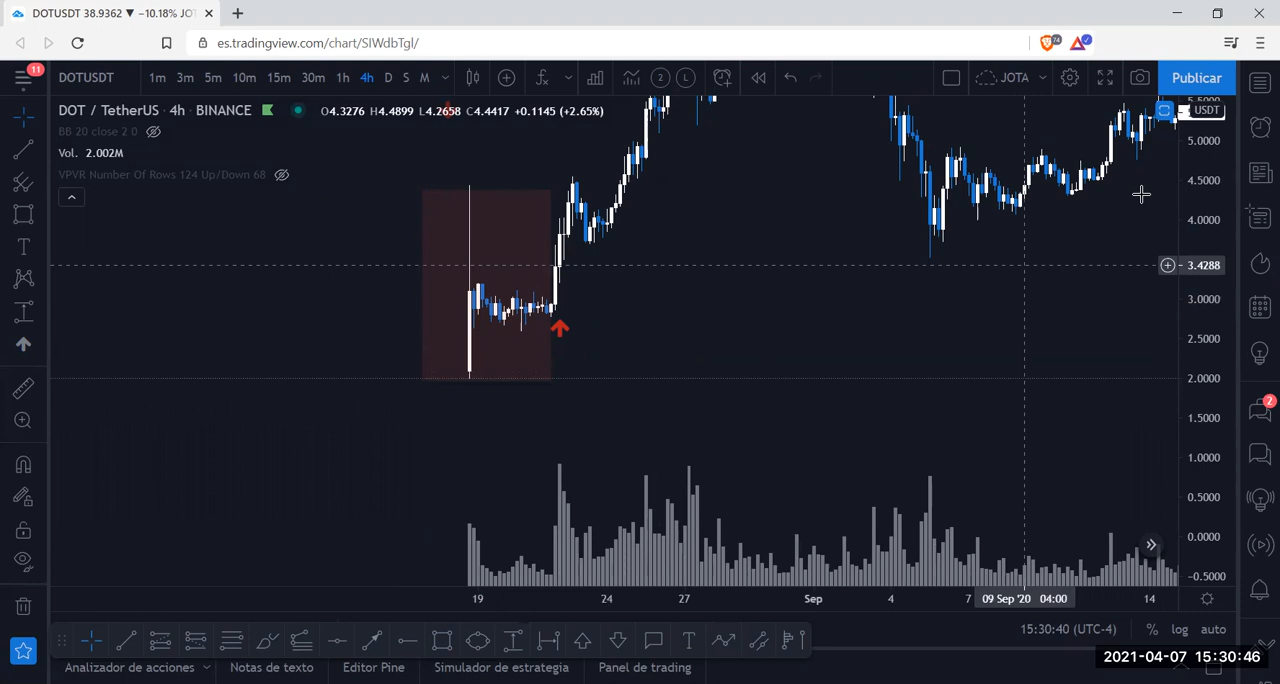 DOTUSDT 38.9362 ▼ −10.18% JO
es.tradingview.com/chart/SIWdbTgl/
74
11
DOTUSDT 1m 3m 5m 10m 15m 30m 1h 4h D S M 2 L JOTA Publicar
DOT / TetherUS · 4h · BINANCE O4.3276 H4.4899 L4.2658 C4.4417 +0.1145 (+2.65%)
BB 20 close 2 0
Vol. 2.002M
VPVR Number Of Rows 124 Up/Down 68
5.5000
USDT
5.0000
4.5000
4.0000
3.4288
3.0000
2.5000
2.0000
1.5000
1.0000
0.5000
0.0000
−0.5000
2
19 24 27 Sep 4 7 09 Sep '20 04:00 14
15:30:40 (UTC-4) % log auto
Analizador de acciones Notas de texto Editor Pine Simulador de estrategia Panel de trading
2021-04-07 15:30:46